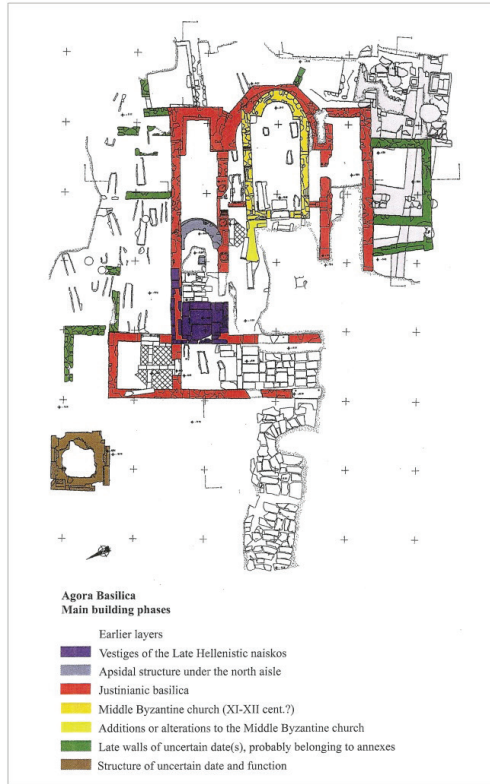 Agora Basilica
Main building phases
Earlier layers
Vestiges of the Late Hellenistic naiskos
Apsidal structure under the north aisle
Justinianic basilica
Middle Byzantine church (XI-XII cent.?)
Additions or alterations to the Middle Byzantine church
Late walls of uncertain date(s), probably belonging to annexes
Structure of uncertain date and function